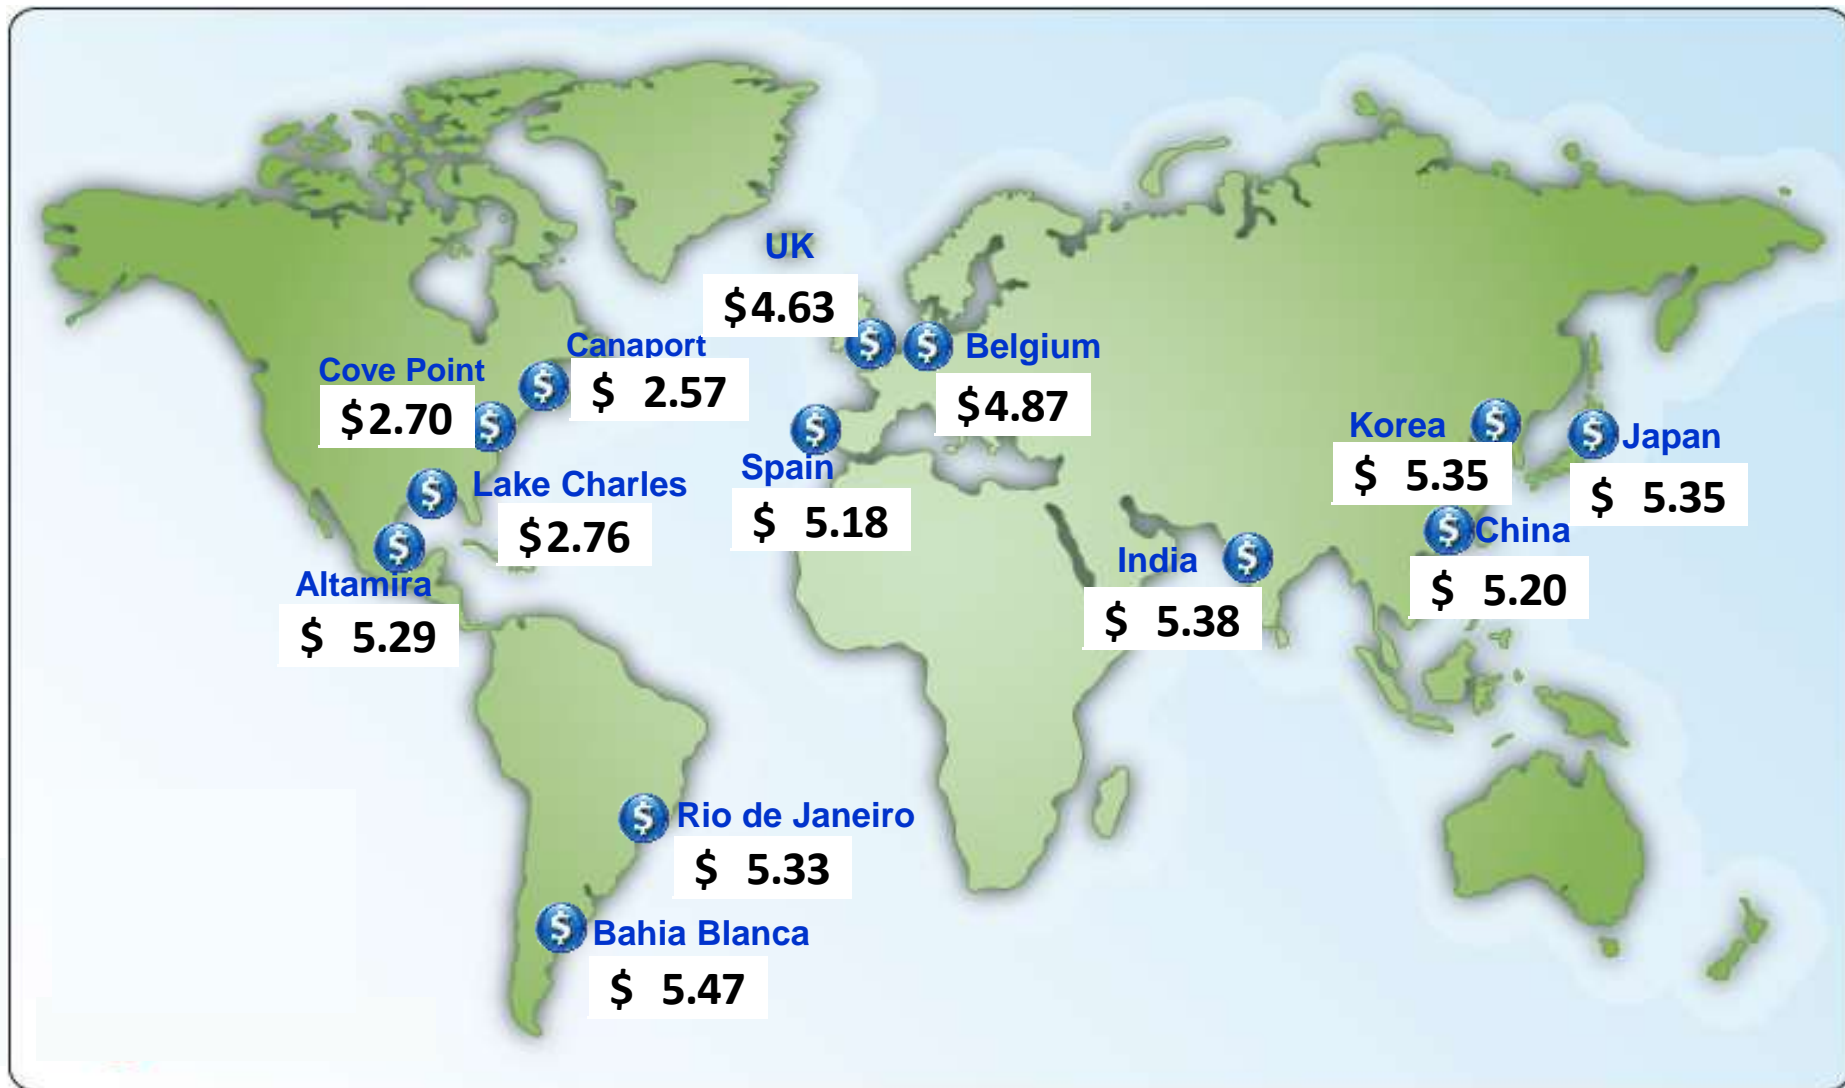 UK
$4.63
Canaport
$ 2.57
Cove Point
$2.70
Belgium
$4.87
Korea
$ 5.35
Japan
$ 5.35
Spain
$ 5.18
Lake Charles
$2.76
China
$ 5.20
India
$ 5.38
Altamira
$ 5.29
Rio de Janeiro
$ 5.33
Bahia Blanca
$ 5.47